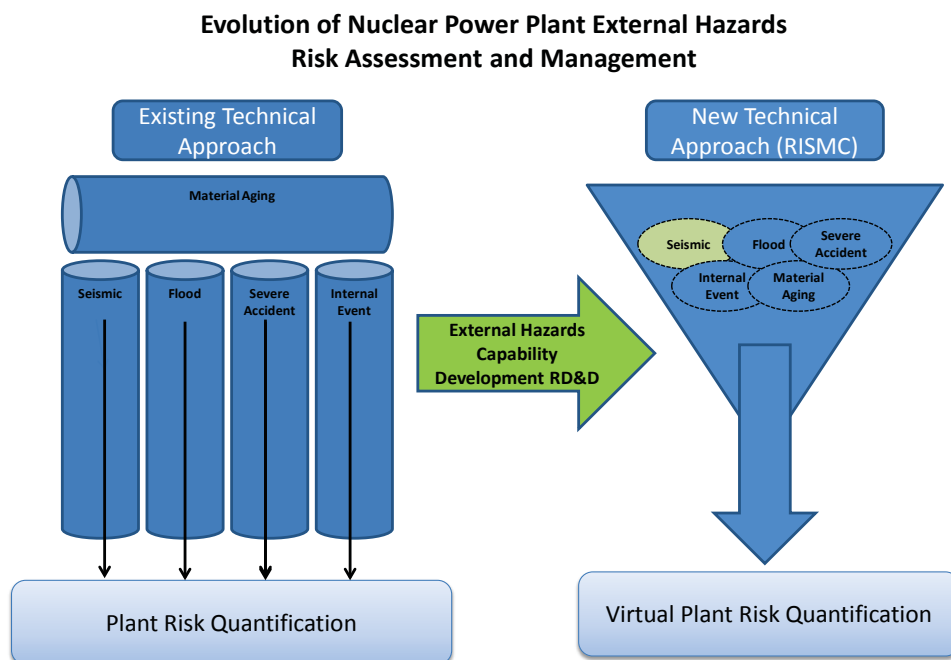 Evolution of Nuclear Power Plant External Hazards
Risk Assessment and Management
Existing Technical
Approach
Material Aging
Seismic
Flood
Severe
Accident
Internal
Event
Plant Risk Quantification
External Hazards
Capability
Development RD&D
New Technical
Approach (RISMC)
Seismic
Flood
Severe
Accident
Internal
Event
Material
Aging
Virtual Plant Risk Quantification